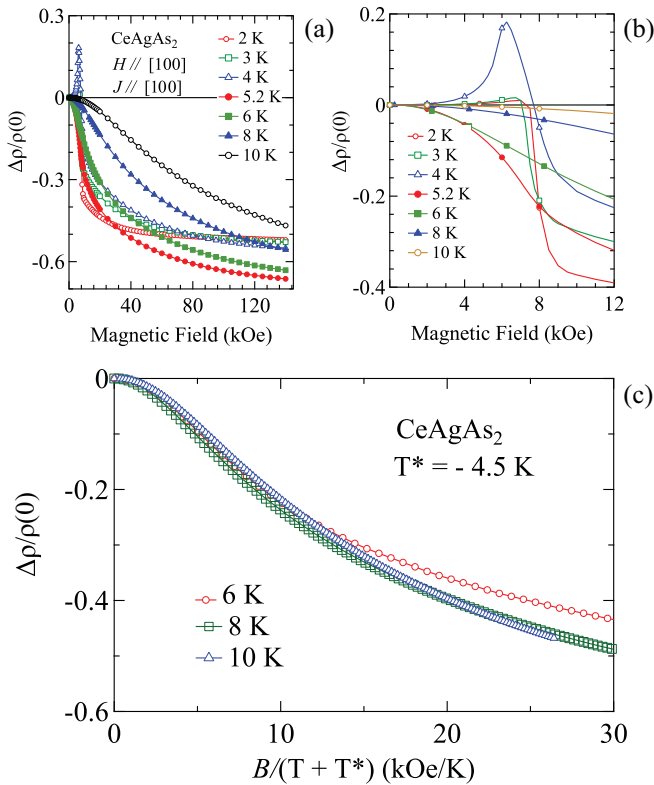 (a)
CeAgAs₂
H // [100]
J // [100]
2 K
3 K
4 K
5.2 K
6 K
8 K
10 K
0.3
0
-0.3
-0.6
Δρ/ρ(0)
0 40 80 120
Magnetic Field (kOe)
(b)
0.2
0
-0.2
-0.4
Δρ/ρ(0)
2 K
3 K
4 K
5.2 K
6 K
8 K
10 K
0 4 8 12
Magnetic Field (kOe)
(c)
CeAgAs₂
T* = - 4.5 K
0
-0.2
-0.4
-0.6
Δρ/ρ(0)
6 K
8 K
10 K
0 10 20 30
B/(T + T*) (kOe/K)